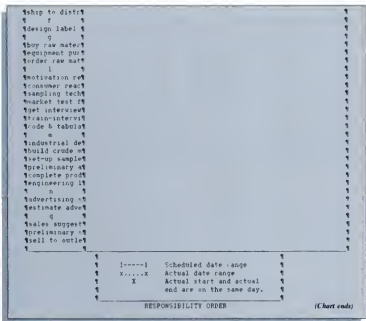 ¶ship to distr¶
¶ f ¶
¶design label ¶
¶ g ¶
¶buy raw mater¶
¶equipment pur¶
¶order raw mat¶
¶ l ¶
¶motivation re¶
¶consumer reac¶
¶sampling tech¶
¶market test f¶
¶get interview¶
¶train-intervi¶
¶code & tabula¶
¶ m ¶
¶industrial de¶
¶build crude m¶
¶set-up sample¶
¶preliminary a¶
¶complete prod¶
¶engineering l¶
¶ n ¶
¶advertising s¶
¶estimate adve¶
¶ q ¶
¶sales suggest¶
¶preliminary s¶
¶sell to outle¶
Scheduled date range
x.....x Actual date range
X Actual start and actual
end are on the same day.
RESPONSIBILITY ORDER
(Chart ends)